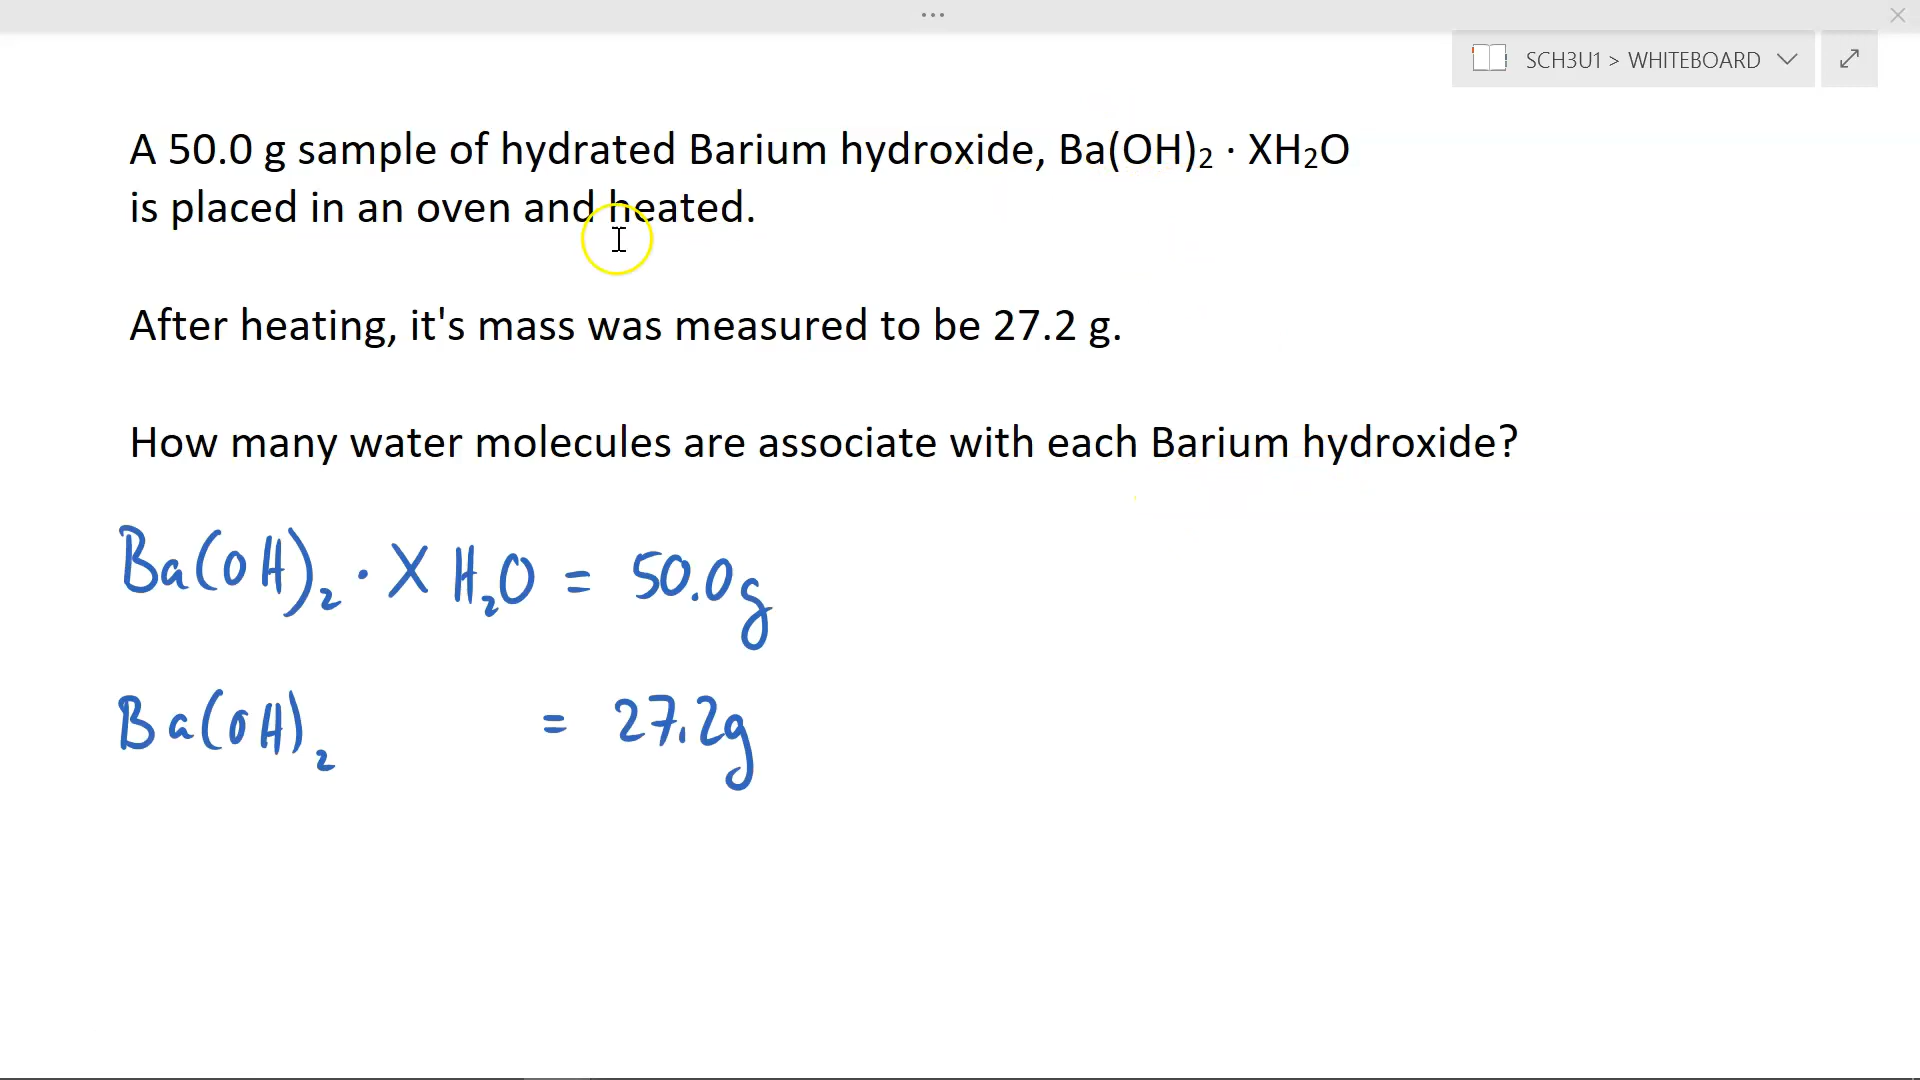 ...
SCH3U1 > WHITEBOARD
A 50.0 g sample of hydrated Barium hydroxide, Ba(OH)₂ · XH₂O
is placed in an oven and heated.
After heating, it's mass was measured to be 27.2 g.
How many water molecules are associate with each Barium hydroxide?
Ba(OH)₂ · X H₂O = 50.0g
Ba(OH)₂ = 27.2g